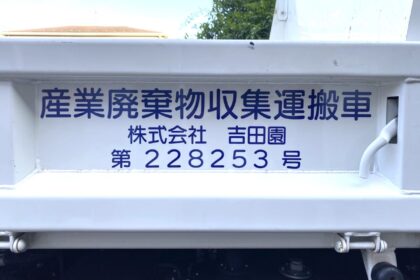 産業廃棄物収集運搬車
株式会社 吉田園
第 228253 号